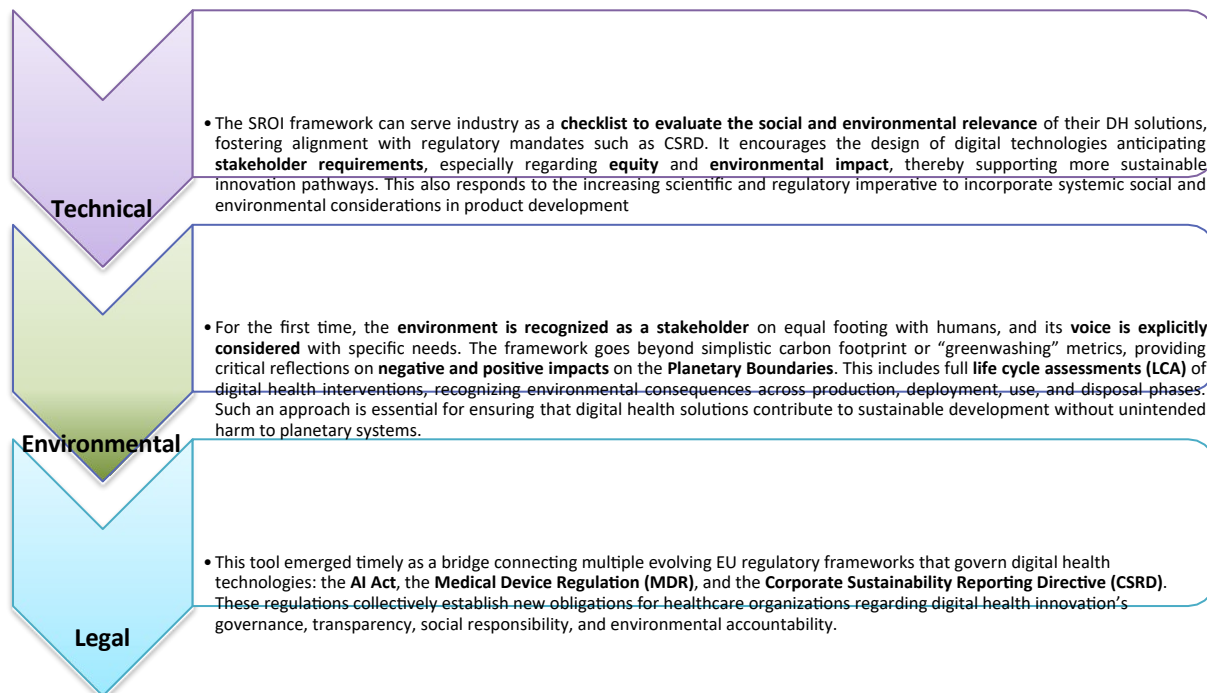 • The SROI framework can serve industry as a checklist to evaluate the social and environmental relevance of their DH solutions,
fostering alignment with regulatory mandates such as CSRD. It encourages the design of digital technologies anticipating
stakeholder requirements, especially regarding equity and environmental impact, thereby supporting more sustainable
innovation pathways. This also responds to the increasing scientific and regulatory imperative to incorporate systemic social and
environmental considerations in product development
Technical
• For the first time, the environment is recognized as a stakeholder on equal footing with humans, and its voice is explicitly
considered with specific needs. The framework goes beyond simplistic carbon footprint or “greenwashing” metrics, providing
critical reflections on negative and positive impacts on the Planetary Boundaries. This includes full life cycle assessments (LCA) of
digital health interventions, recognizing environmental consequences across production, deployment, use, and disposal phases.
Such an approach is essential for ensuring that digital health solutions contribute to sustainable development without unintended
harm to planetary systems.
Environmental
• This tool emerged timely as a bridge connecting multiple evolving EU regulatory frameworks that govern digital health
technologies: the AI Act, the Medical Device Regulation (MDR), and the Corporate Sustainability Reporting Directive (CSRD).
These regulations collectively establish new obligations for healthcare organizations regarding digital health innovation’s
governance, transparency, social responsibility, and environmental accountability.
Legal